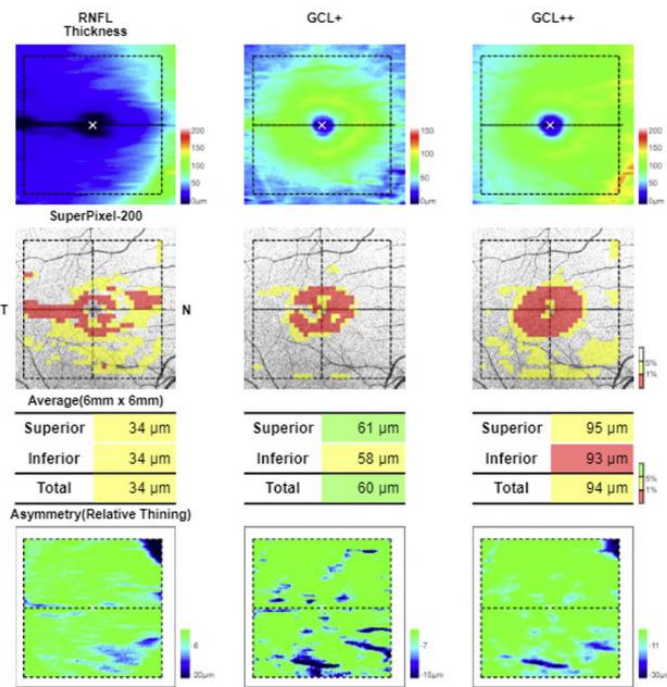 RNFL
Thickness
GCL+
GCL++
200
150
100
50
0μm
150
100
50
0μm
200
150
100
50
0μm
SuperPixel-200
T
N
5%
1%
Average(6mm x 6mm)
Superior 34 μm
Inferior 34 μm
Total 34 μm
Superior 61 μm
Inferior 58 μm
Total 60 μm
Superior 95 μm
Inferior 93 μm
Total 94 μm
5%
1%
Asymmetry(Relative Thining)
-30μm
-7
-15μm
-11